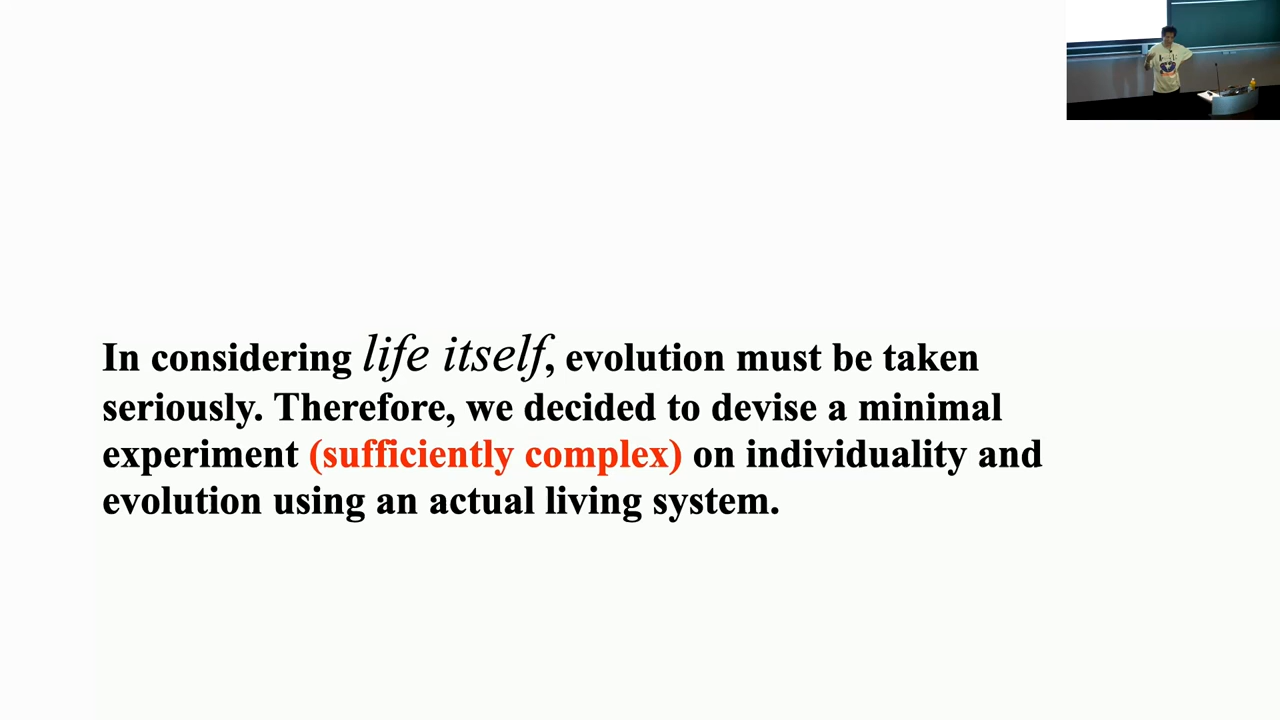 In considering life itself, evolution must be taken
seriously. Therefore, we decided to devise a minimal
experiment (sufficiently complex) on individuality and
evolution using an actual living system.